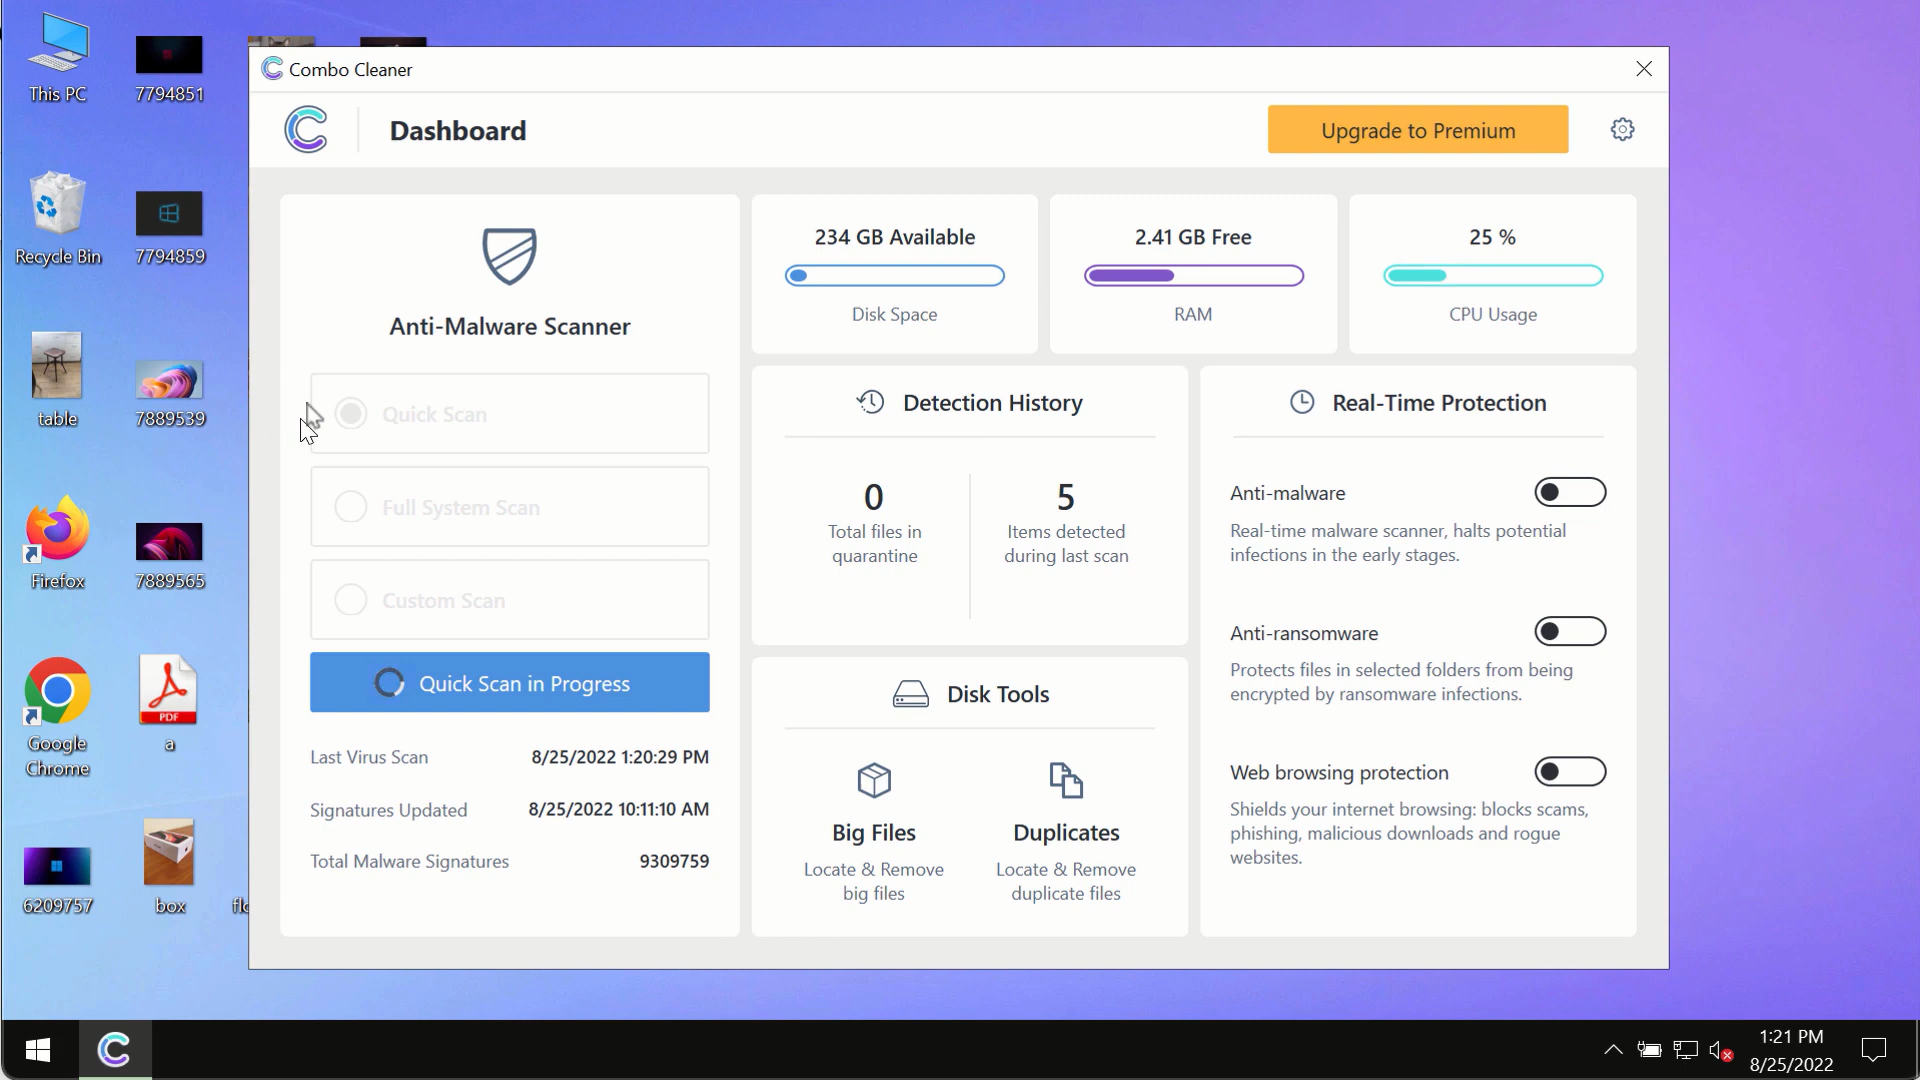 This PC
7794851
Recycle Bin
7794859
table
7889539
Firefox
7889565
Google
Chrome
PDF
a
6209757
box
Combo Cleaner
Dashboard
Upgrade to Premium
Anti-Malware Scanner
Quick Scan
Full System Scan
Custom Scan
Quick Scan in Progress
Last Virus Scan 8/25/2022 1:20:29 PM
Signatures Updated 8/25/2022 10:11:10 AM
Total Malware Signatures 9309759
234 GB Available
Disk Space
2.41 GB Free
RAM
25 %
CPU Usage
Detection History
0
Total files in
quarantine
5
Items detected
during last scan
Disk Tools
Big Files
Locate & Remove
big files
Duplicates
Locate & Remove
duplicate files
Real-Time Protection
Anti-malware
Real-time malware scanner, halts potential
infections in the early stages.
Anti-ransomware
Protects files in selected folders from being
encrypted by ransomware infections.
Web browsing protection
Shields your internet browsing: blocks scams,
phishing, malicious downloads and rogue
websites.
1:21 PM
8/25/2022